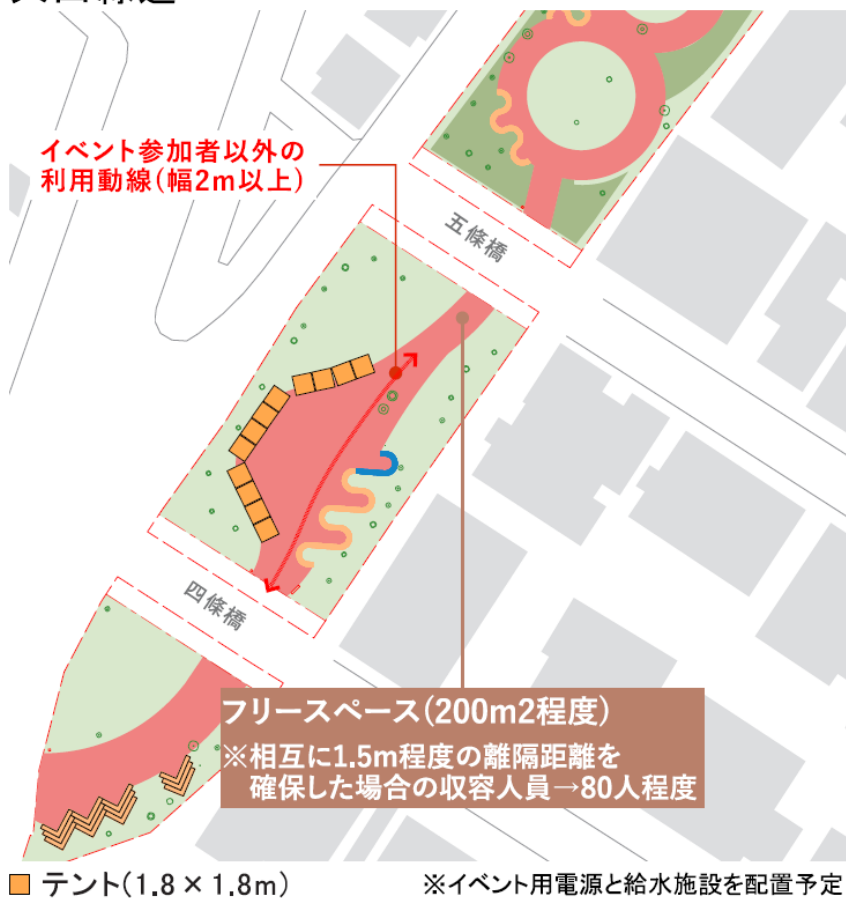 イベント参加者以外の
利用動線(幅2m以上)
五條橋
四條橋
フリースペース(200m2程度)
※相互に1.5m程度の離隔距離を
確保した場合の収容人員→80人程度
テント(1.8×1.8m)
※イベント用電源と給水施設を配置予定